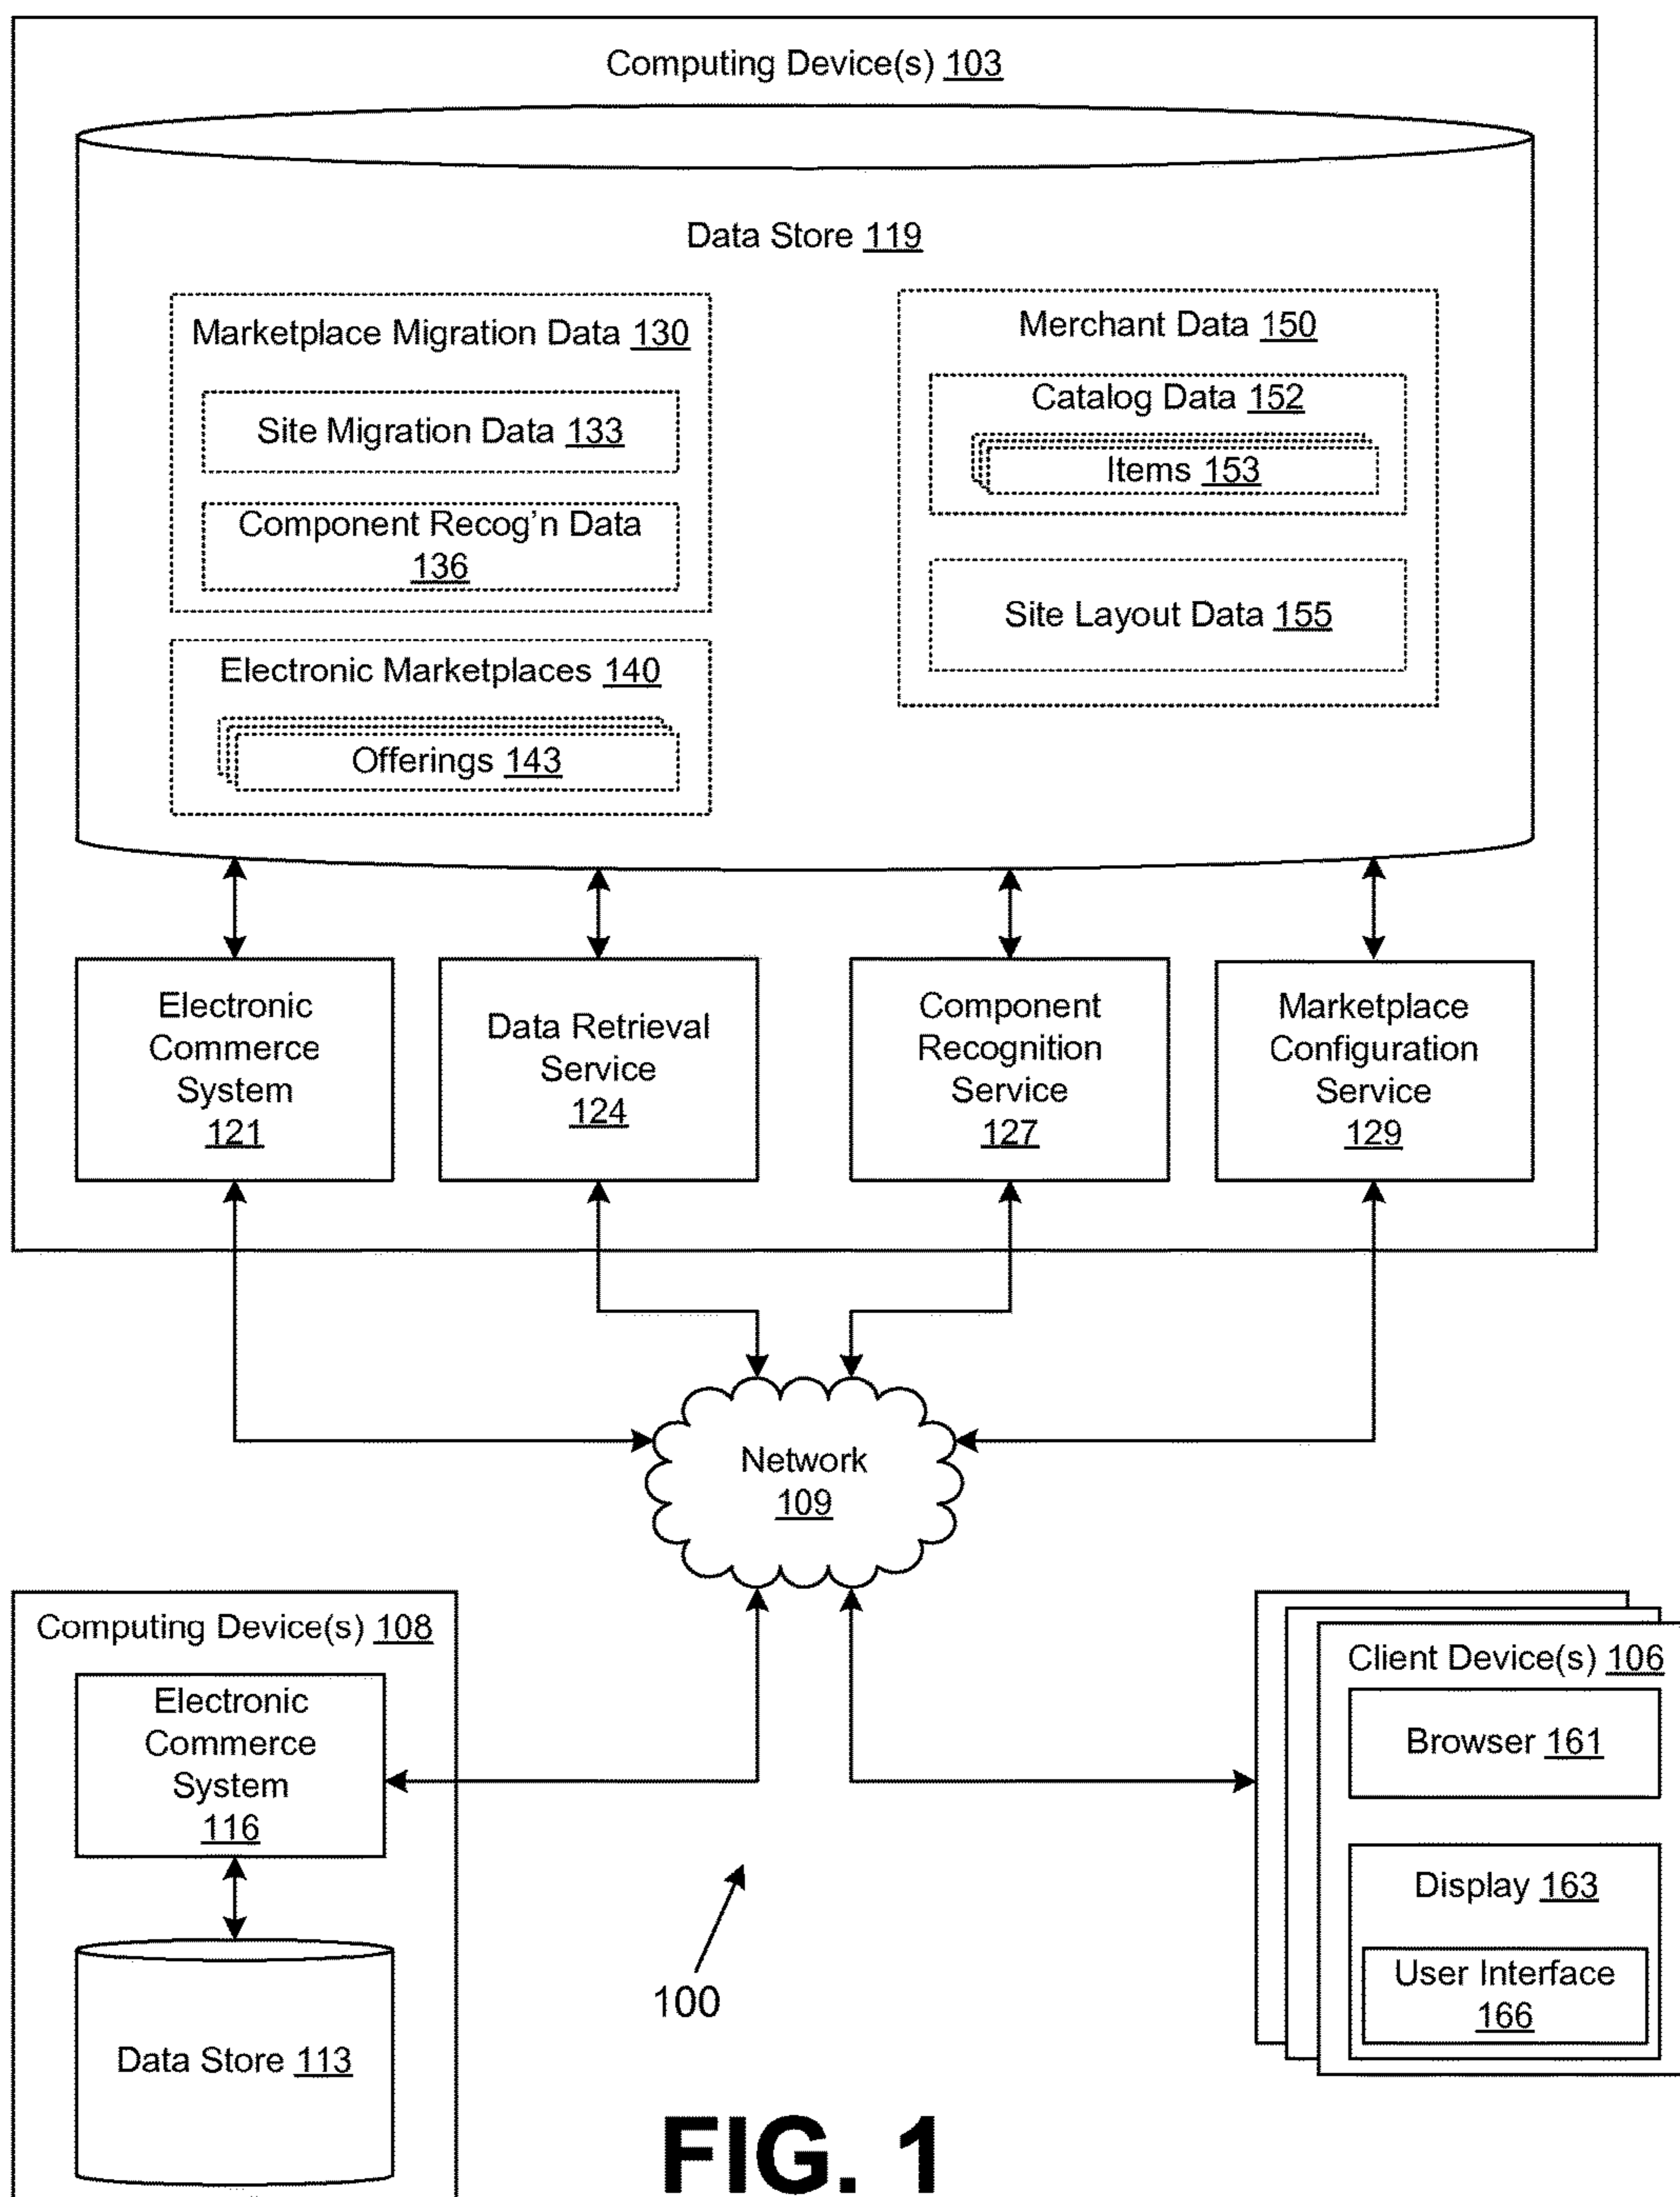 Computing Device(s) 103
Data Store 119
Marketplace Migration Data 130
Site Migration Data 133
Component Recog'n Data
136
Electronic Marketplaces 140
Offerings 143
Merchant Data 150
Catalog Data 152
Items 153
Site Layout Data 155
Electronic
Commerce
System
121
Data Retrieval
Service
124
Component
Recognition
Service
127
Marketplace
Configuration
Service
129
Network
109
Computing Device(s) 108
Electronic
Commerce
System
116
Data Store 113
Client Device(s) 106
Browser 161
Display 163
User Interface
166
100
FIG. 1